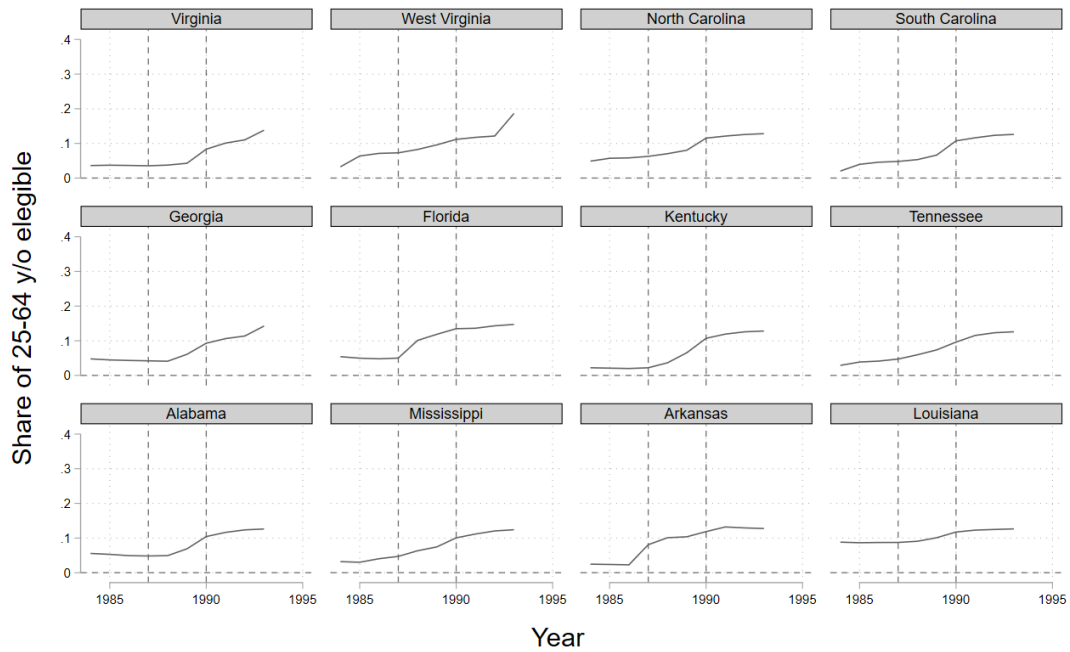 Virginia West Virginia North Carolina South Carolina
.4
.3
.2
.1
0
Georgia Florida Kentucky Tennessee
.4
.3
.2
.1
0
Alabama Mississippi Arkansas Louisiana
.4
.3
.2
.1
0
1985 1990 1995 1985 1990 1995 1985 1990 1995 1985 1990 1995
Share of 25-64 y/o elegible
Year